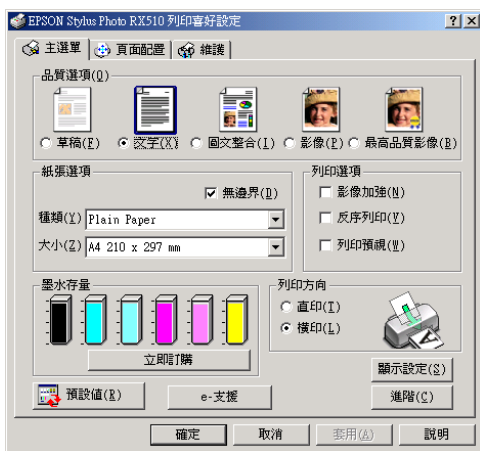 EPSON Stylus Photo RX510 列印喜好設定
主選單 頁面配置 維護
品質選項(Q)
草稿(F) 文字(X) 圖文整合(I) 影像(P) 最高品質影像(B)
紙張選項
無邊界(D)
種類(Y) Plain Paper
大小(Z) A4 210 x 297 mm
列印選項
影像加強(N)
反序列印(V)
列印預視(W)
墨水存量
立即訂購
列印方向
直印(T)
橫印(L)
顯示設定(S)
預設值(R) e-支援 進階(C)
確定 取消 套用(A) 說明